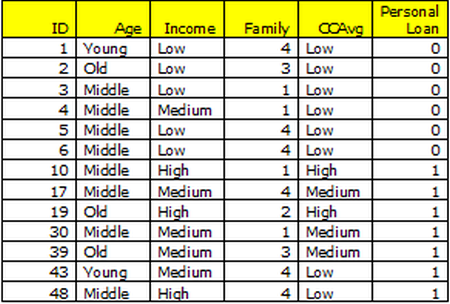 Personal
ID Age Income Family CCAvg Loan
1 Young Low 4 Low 0
2 Old Low 3 Low 0
3 Middle Low 1 Low 0
4 Middle Medium 1 Low 0
5 Middle Low 4 Low 0
6 Middle Low 4 Low 0
10 Middle High 1 High 1
17 Middle Medium 4 Medium 1
19 Old High 2 High 1
30 Middle Medium 1 Medium 1
39 Old Medium 3 Medium 1
43 Young Medium 4 Low 1
48 Middle High 4 Low 1